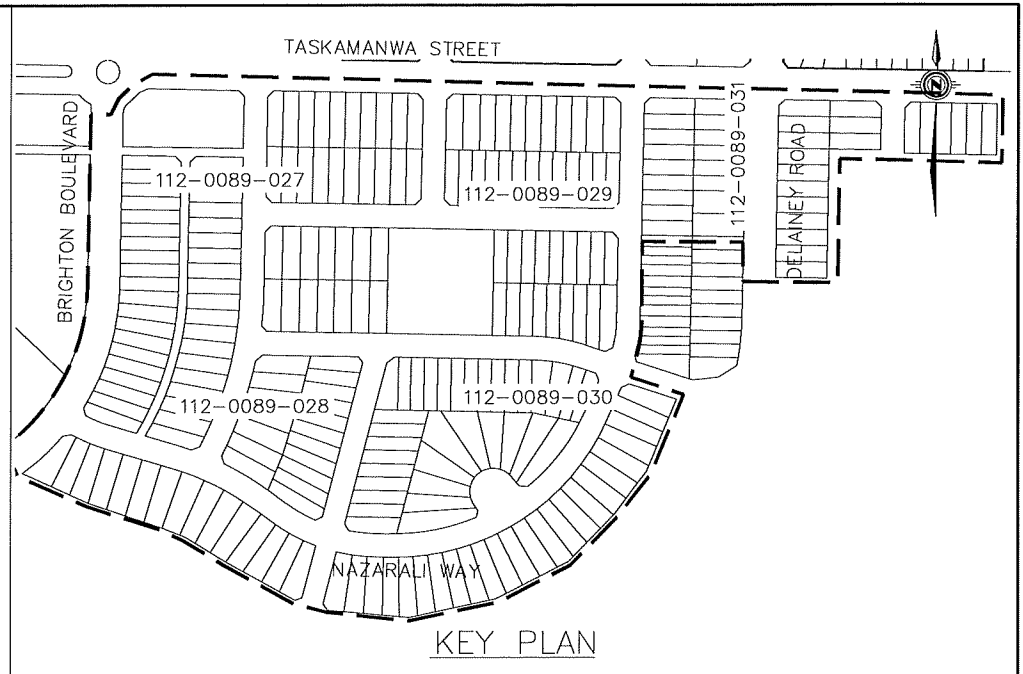 TASKAMANWA STREET
BRIGHTON BOULEVARD
112-0089-027
112-0089-029
112-0089-031
DELAINEY ROAD
N
112-0089-028
112-0089-030
NAZARALI WAY
KEY PLAN